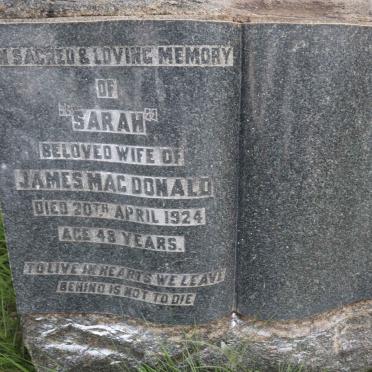 IN SACRED & LOVING MEMORY
OF
"SARAH"
BELOVED WIFE OF
JAMES MAC DONALD
DIED 20TH APRIL 1924
AGE 48 YEARS.
TO LIVE IN HEARTS WE LEAVE
BEHIND IS NOT TO DIE